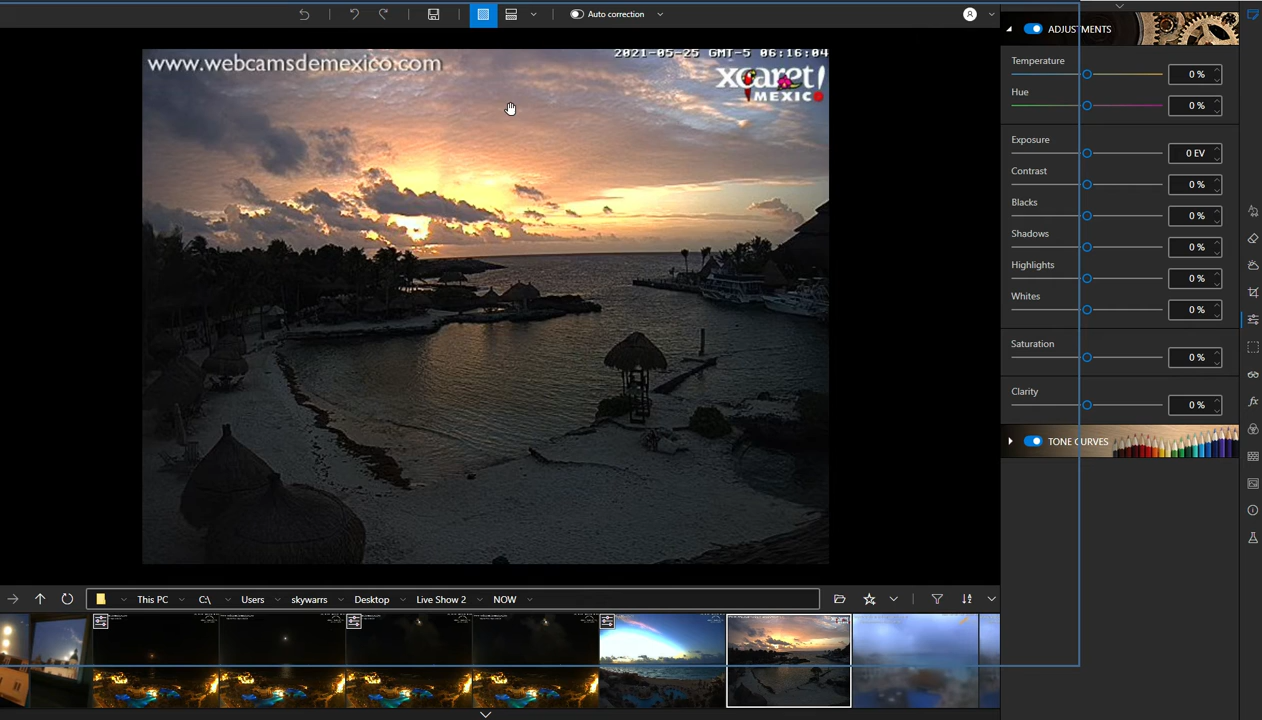 Auto correction
www.webcamsdemexico.com
2021-05-25 GMT-5 06:16:04
xcaret!
MEXICO
ADJUSTMENTS
Temperature
0 %
Hue
0 %
Exposure
0 EV
Contrast
0 %
Blacks
0 %
Shadows
0 %
Highlights
0 %
Whites
0 %
Saturation
0 %
Clarity
0 %
TONE CURVES
This PC
C:\
Users
skywarrs
Desktop
Live Show 2
NOW